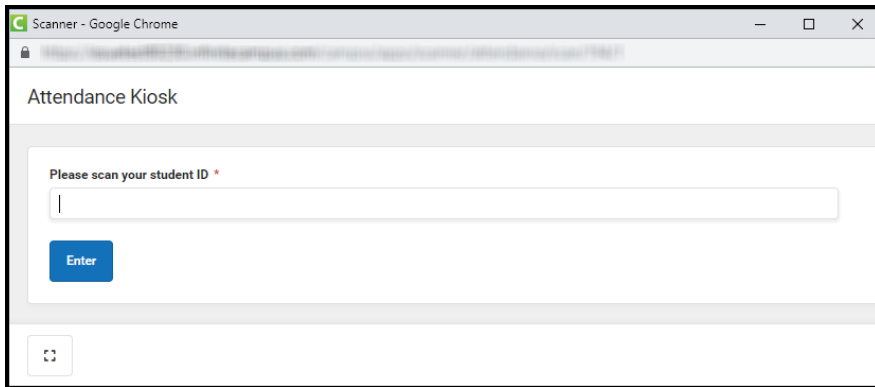 Scanner - Google Chrome
Attendance Kiosk
Please scan your student ID *
Enter